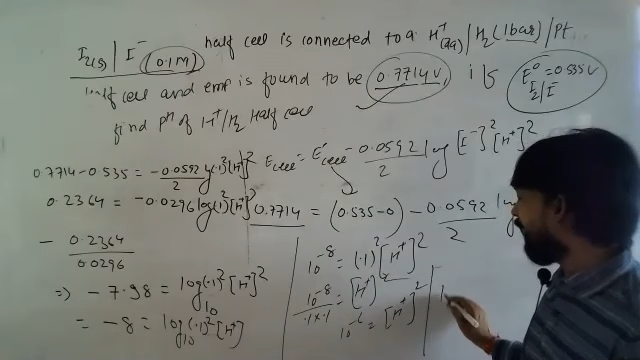 I₂(s) | I⁻ (0.1M) half cell is connected to a H⁺(aq) | H₂ (1bar) | Pt
half cell and emf is found to be 0.7714V if E⁰ I₂/I⁻ = 0.535V
find pH of H⁺/H₂ half cell
Ecell = E°cell - 0.0592/2 log [I⁻]² [H⁺]²
0.7714 = (0.535-0) - 0.0592/2 log
0.7714-0.535 = -0.0592/2 log(.1)²[H⁺]²
0.2364 = -0.0296 log(.1)²[H⁺]²
- 0.2364/0.0296
⇒ -7.98 = log₁₀(.1)²[H⁺]²
= -8 = log₁₀(.1)²[H⁺]
10⁻⁸ = (.1)²[H⁺]²
10⁻⁸/.1×.1 = [H⁺]²
10⁻⁶ = [H⁺]²